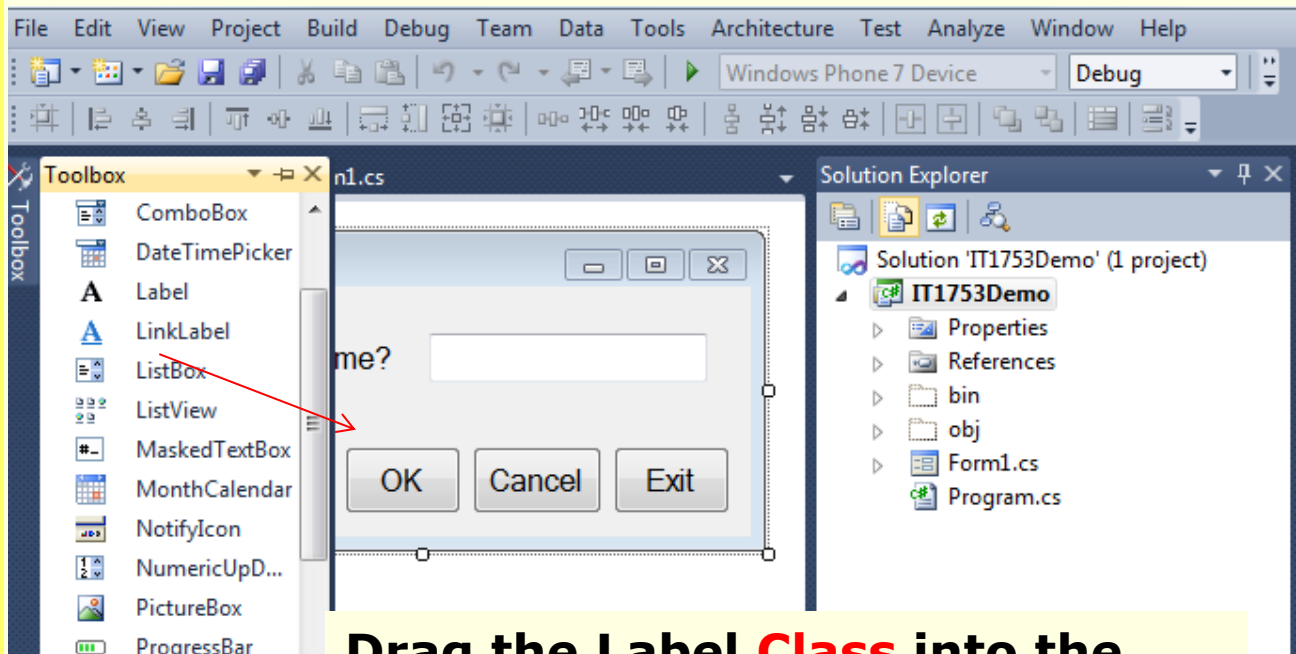 File Edit View Project Build Debug Team Data Tools Architecture Test Analyze Window Help
Windows Phone 7 Device Debug
Toolbox
Toolbox
ComboBox
DateTimePicker
Label
LinkLabel
ListBox
ListView
MaskedTextBox
MonthCalendar
NotifyIcon
NumericUpD...
PictureBox
ProgressBar
n1.cs
me?
OK Cancel Exit
Solution Explorer
Solution 'IT1753Demo' (1 project)
IT1753Demo
Properties
References
bin
obj
Form1.cs
Program.cs
Drag the Label Class into the